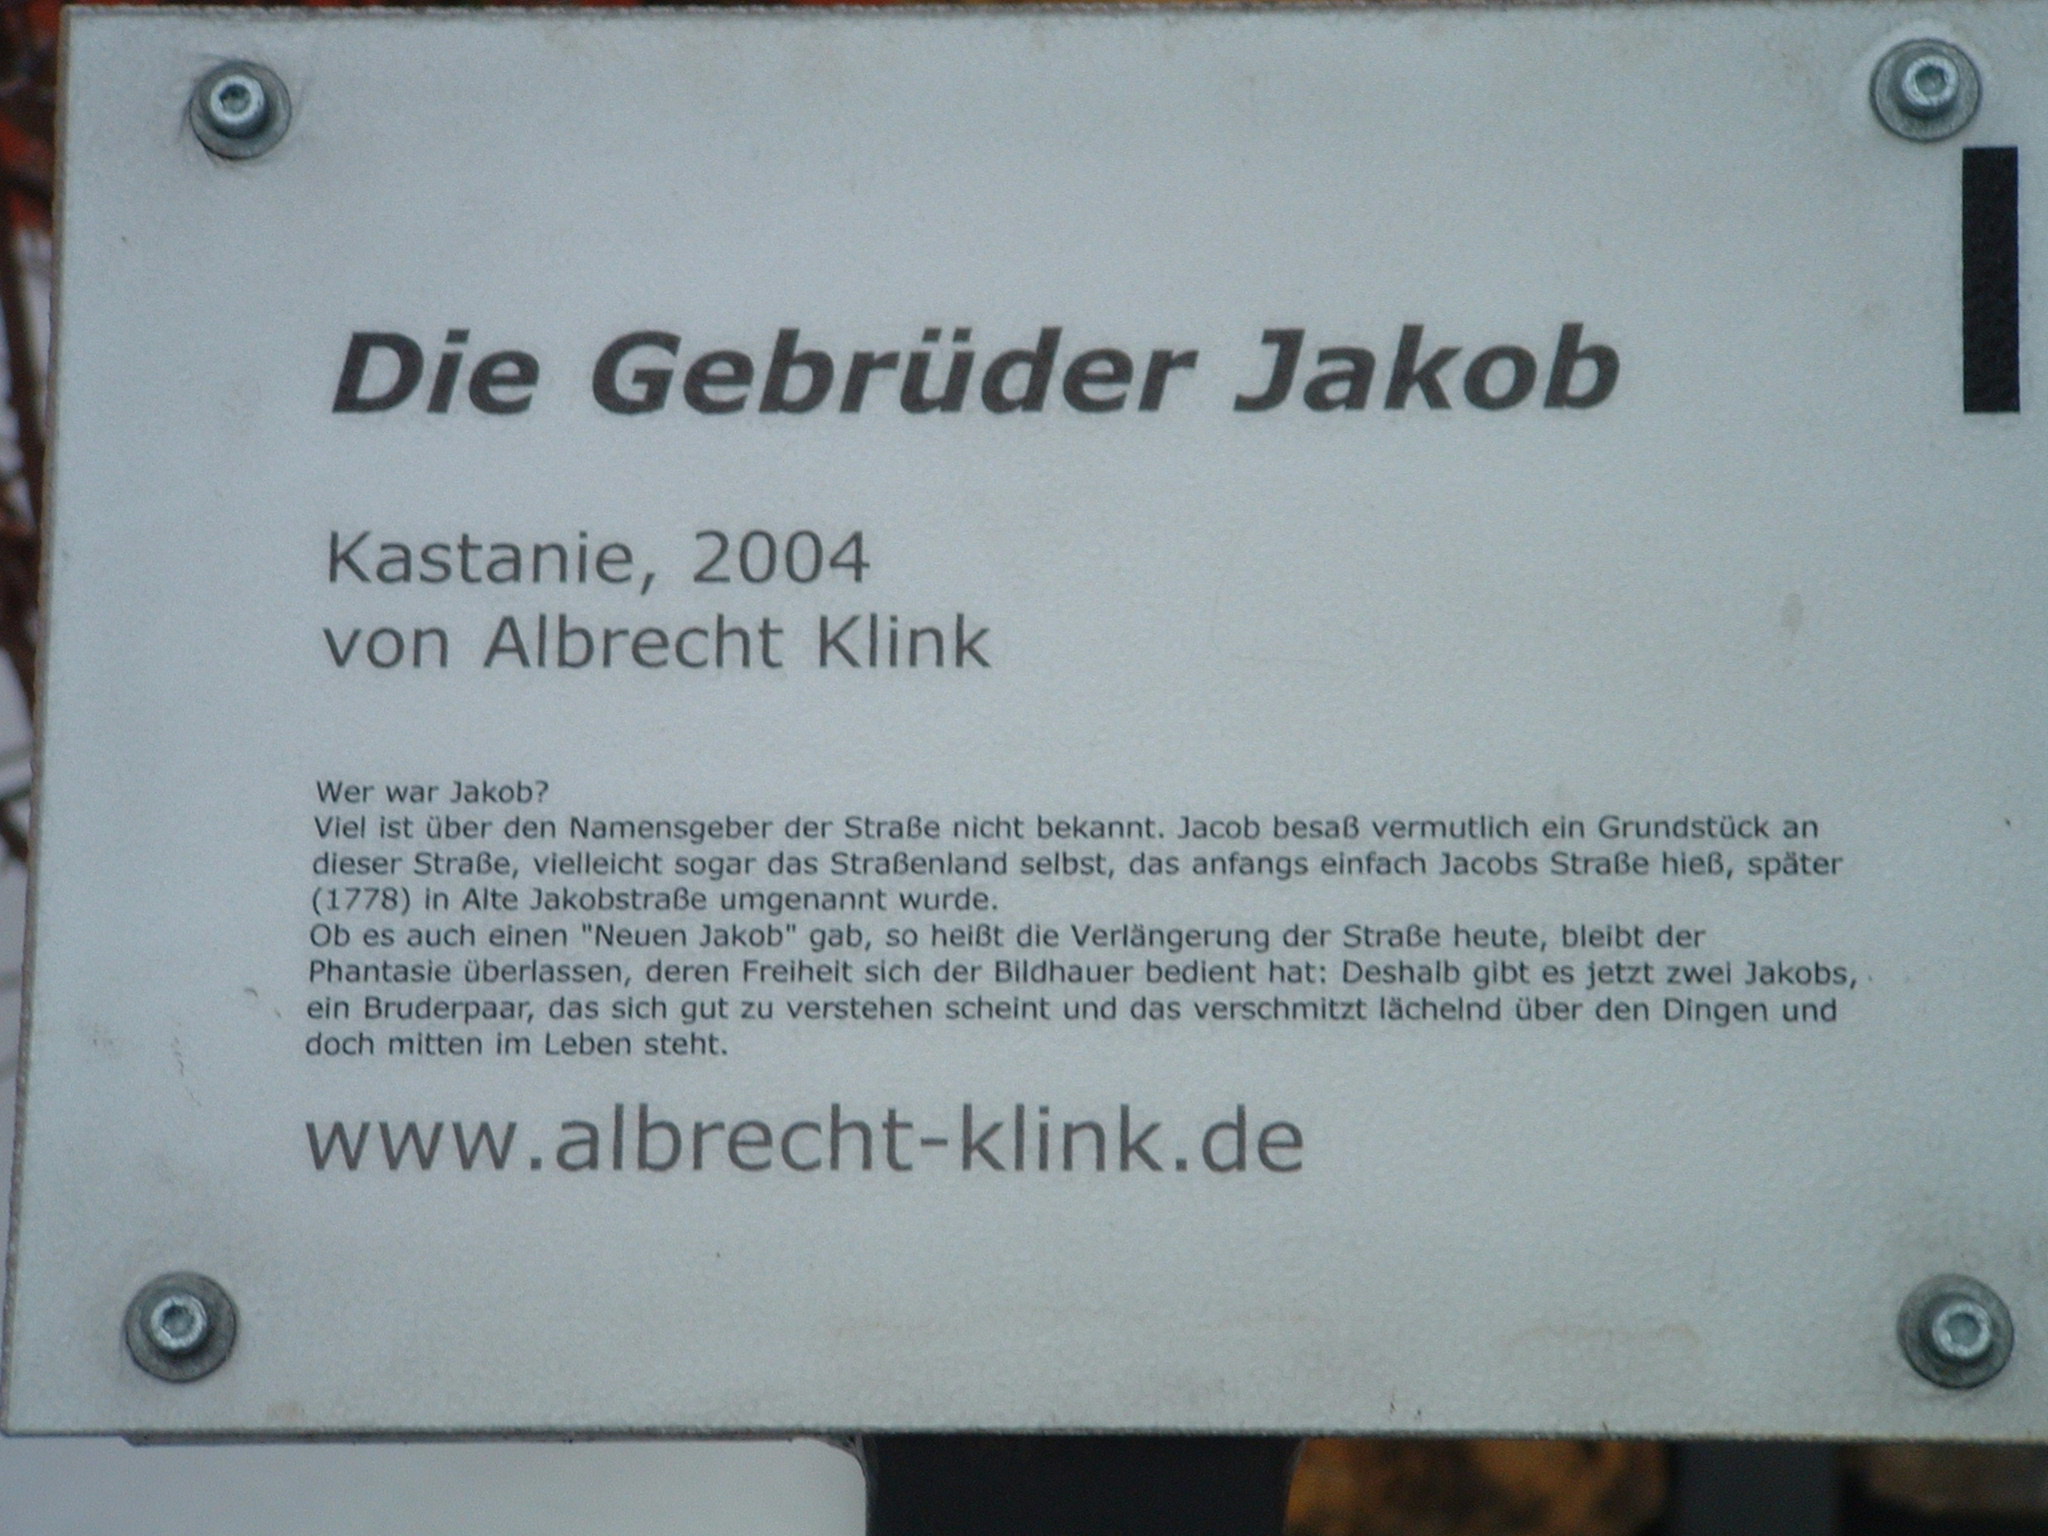 Die Gebrüder Jakob
Kastanie, 2004
von Albrecht Klink
Wer war Jakob?
Viel ist über den Namensgeber der Straße nicht bekannt. Jacob besaß vermutlich ein Grundstück an
dieser Straße, vielleicht sogar das Straßenland selbst, das anfangs einfach Jacobs Straße hieß, später
(1778) in Alte Jakobstraße umgenannt wurde.
Ob es auch einen "Neuen Jakob" gab, so heißt die Verlängerung der Straße heute, bleibt der
Phantasie überlassen, deren Freiheit sich der Bildhauer bedient hat: Deshalb gibt es jetzt zwei Jakobs,
ein Bruderpaar, das sich gut zu verstehen scheint und das verschmitzt lächelnd über den Dingen und
doch mitten im Leben steht.
www.albrecht-klink.de